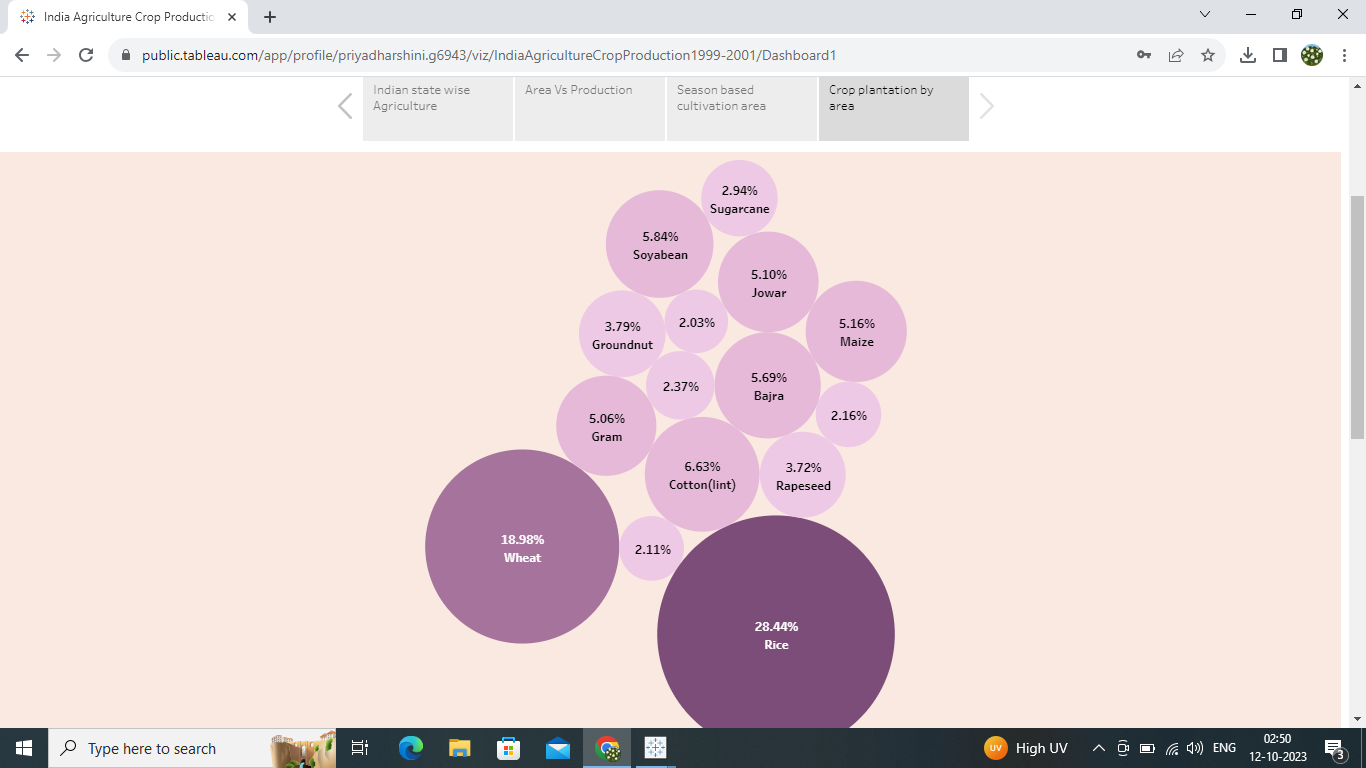 India Agriculture Crop Productio
public.tableau.com/app/profile/priyadharshini.g6943/viz/IndiaAgricultureCropProduction1999-2001/Dashboard1
Indian state wise
Agriculture
Area Vs Production
Season based
cultivation area
Crop plantation by
area
2.94%
Sugarcane
5.84%
Soyabean
5.10%
Jowar
5.16%
Maize
3.79%
Groundnut
2.03%
2.37%
5.69%
Bajra
2.16%
5.06%
Gram
6.63%
Cotton(lint)
3.72%
Rapeseed
18.98%
Wheat
2.11%
28.44%
Rice
Type here to search
UV
High UV
ENG
02:50
12-10-2023
3